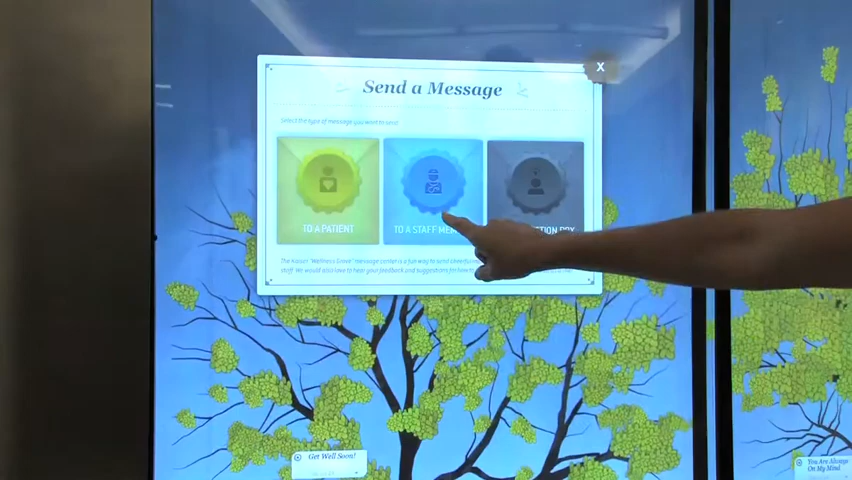 X
Send a Message
Select the type of message you want to send:
TO A PATIENT
TO A STAFF
The Kaiser "Wellness Grove" message center is a fun way to send
staff. We would also love to hear your feedback and suggestions for how to
Get Well Soon!
You Are Always
On My Mind